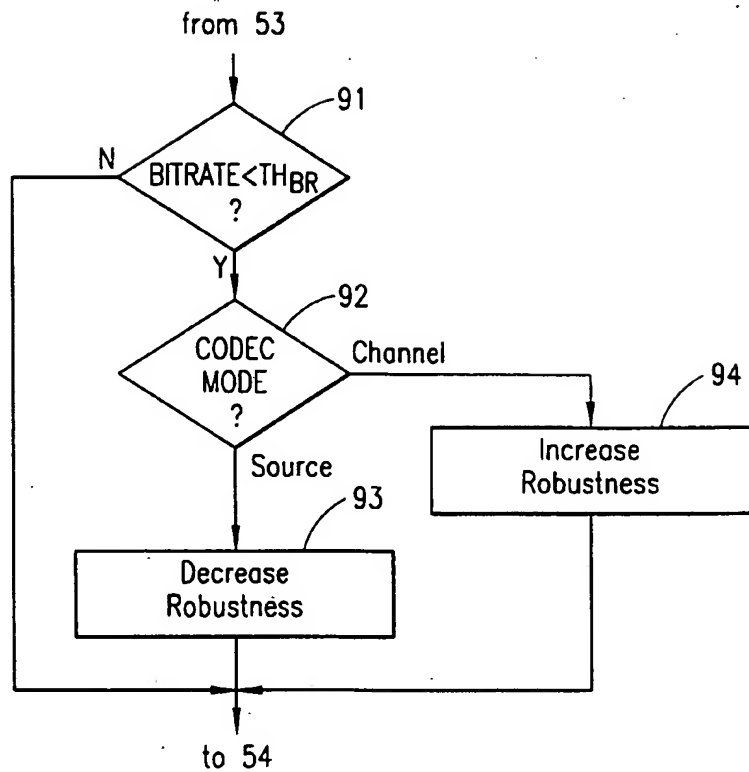 from 53
91
N
BITRATE<TH_BR
?
Y
92
CODEC
MODE
?
Channel
94
Increase
Robustness
Source
93
Decrease
Robustness
to 54